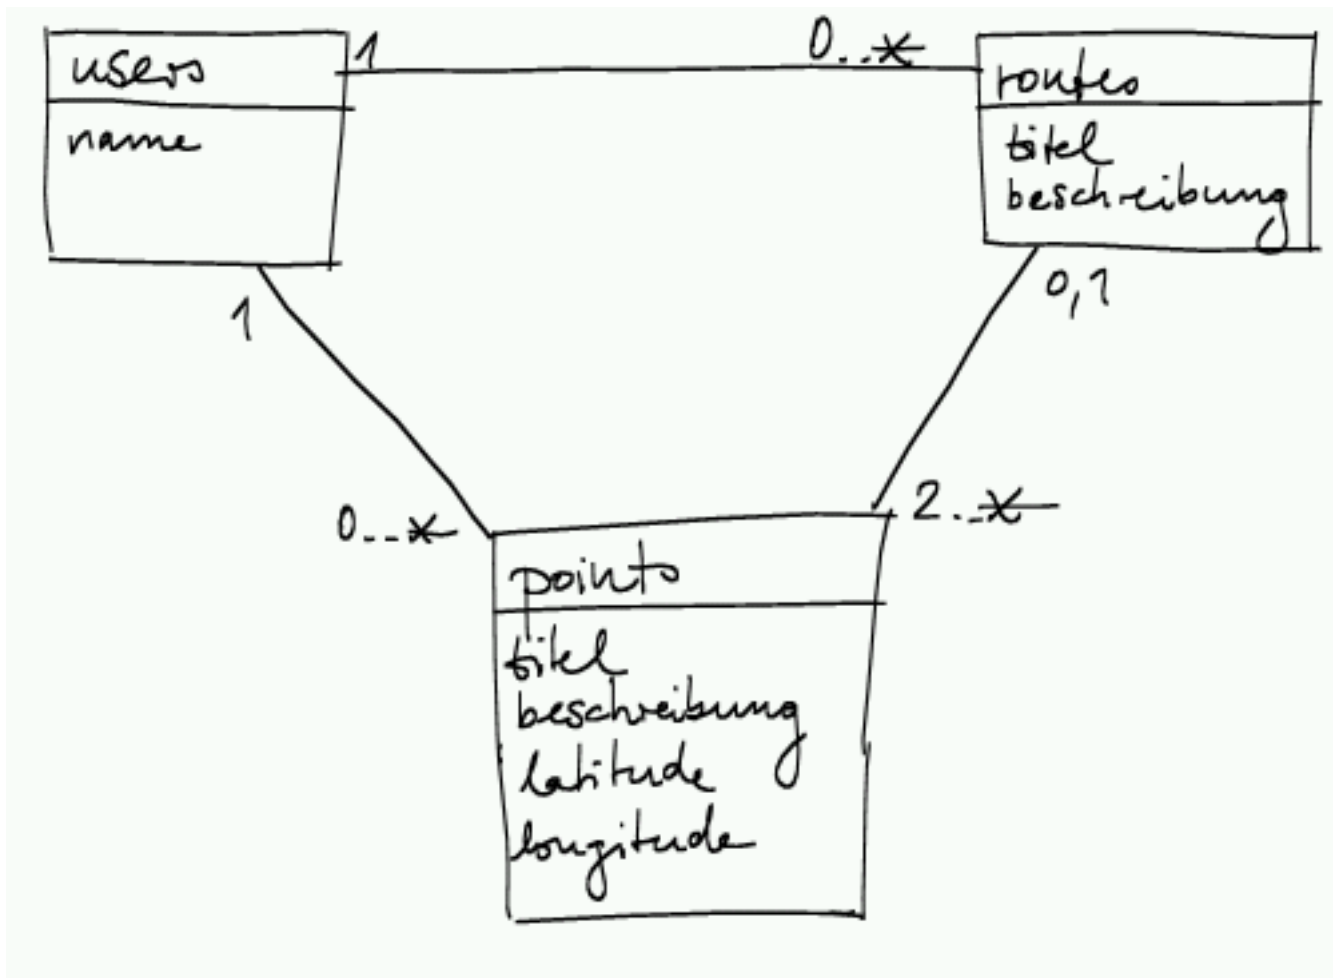 users
name
1
0..*
routes
titel
beschreibung
1
0,1
0..*
2..*
points
titel
beschreibung
latitude
longitude